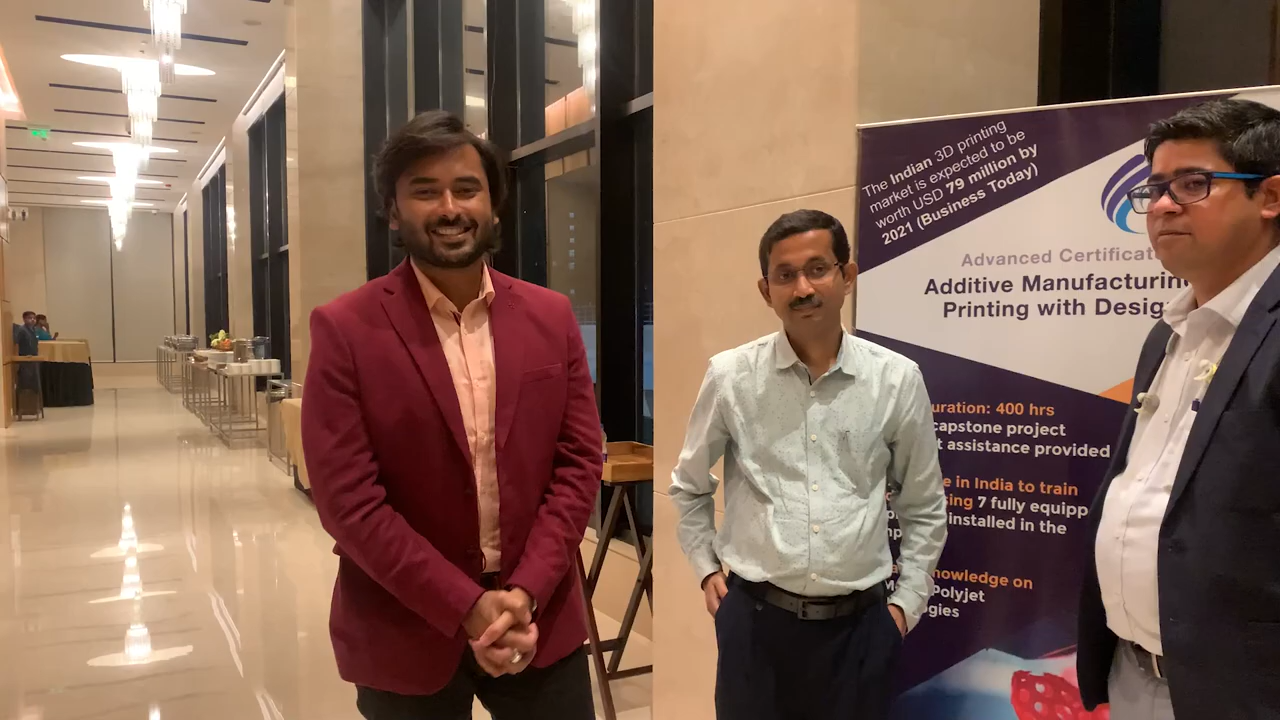 The Indian 3D printing
market is expected to be
worth USD 79 million by
2021 (Business Today)
Advanced Certificat
Additive Manufacturin
Printing with Desig
uration: 400 hrs
capstone project
t assistance provided
e in India to train
sing 7 fully equipp
installed in the
nowledge on
Polyjet
gies